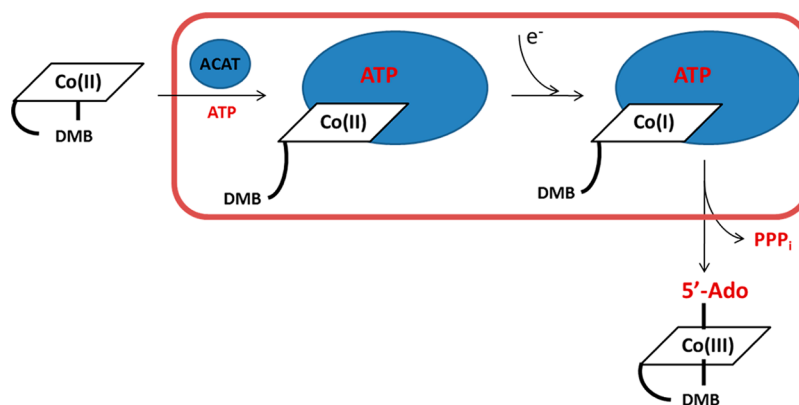 Co(II)
DMB
ACAT
ATP
ATP
Co(II)
DMB
e-
ATP
Co(I)
DMB
PPPi
5'-Ado
Co(III)
DMB